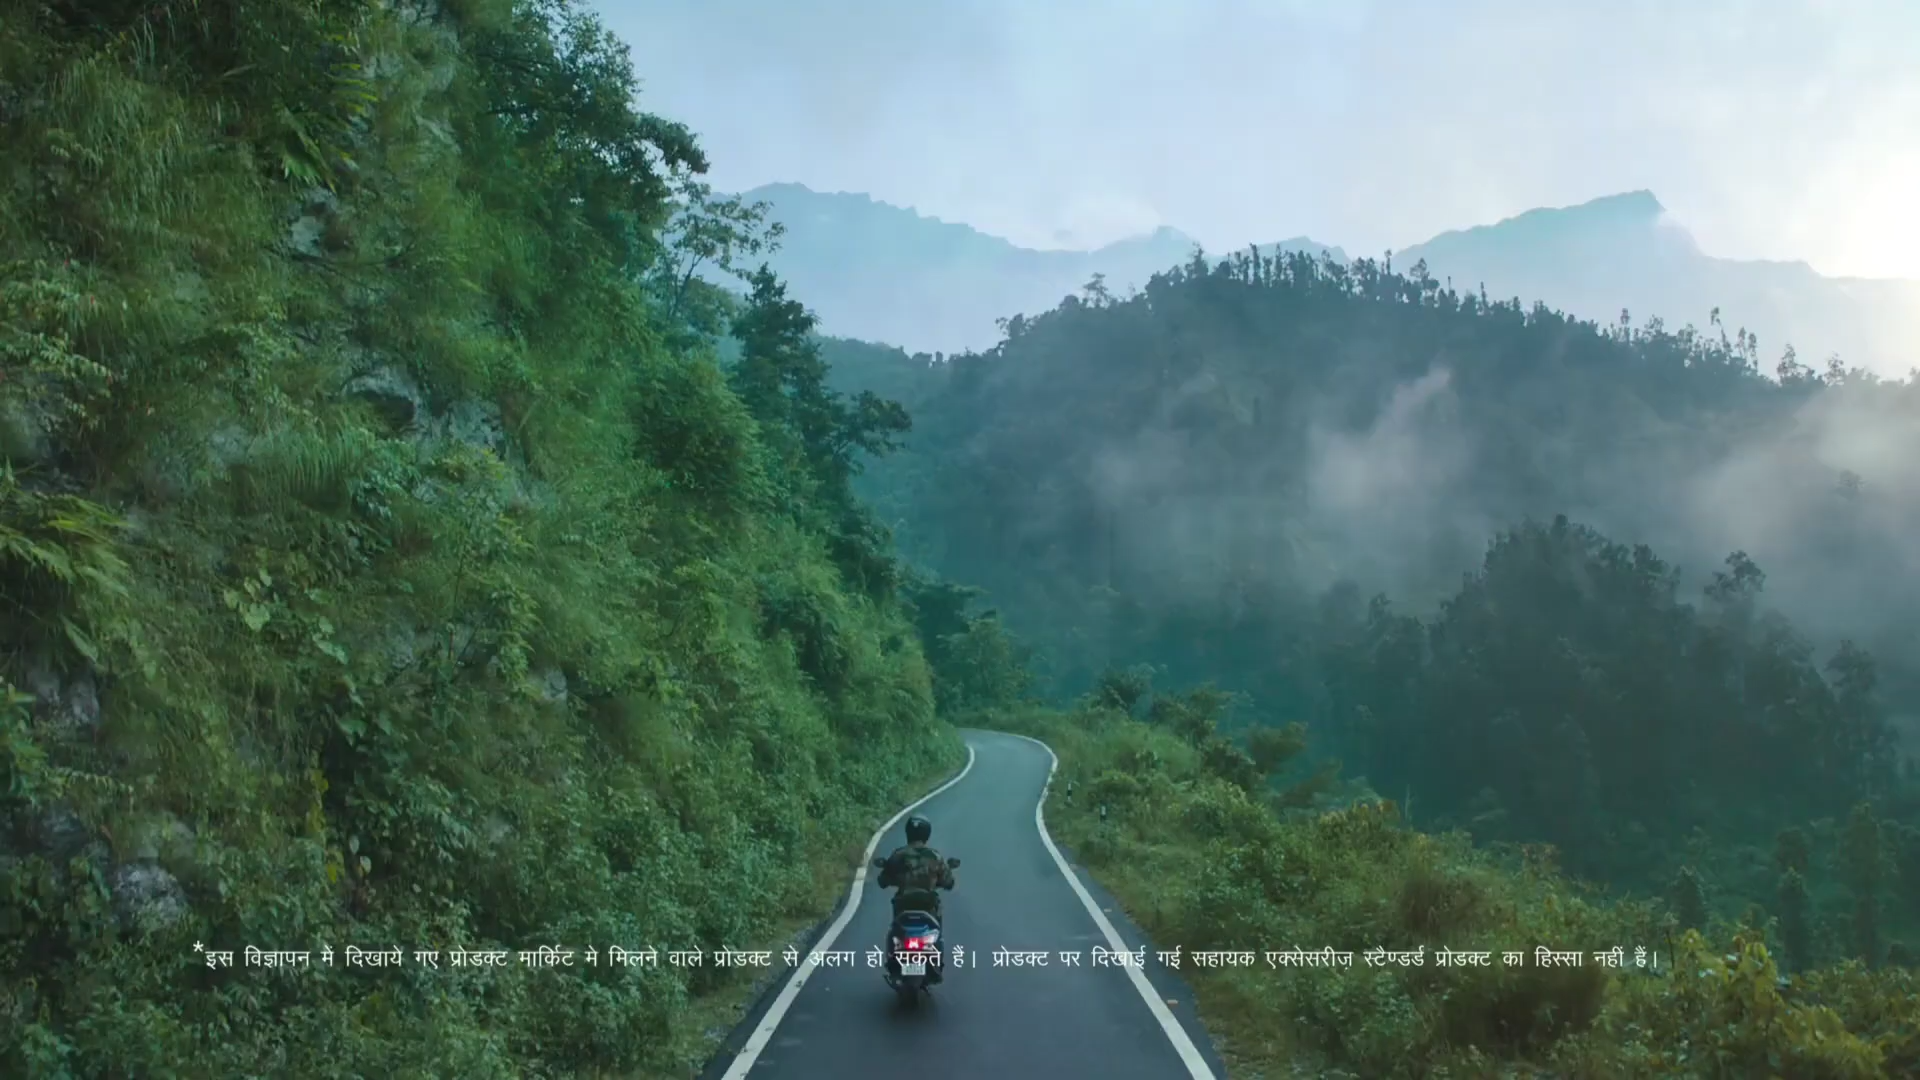 *इस विज्ञापन में दिखाये गए प्रोडक्ट मार्किट मे मिलने वाले प्रोडक्ट से अलग हो सकते हैं। प्रोडक्ट पर दिखाई गई सहायक एक्सेसरीज़ स्टैण्डर्ड प्रोडक्ट का हिस्सा नहीं हैं।